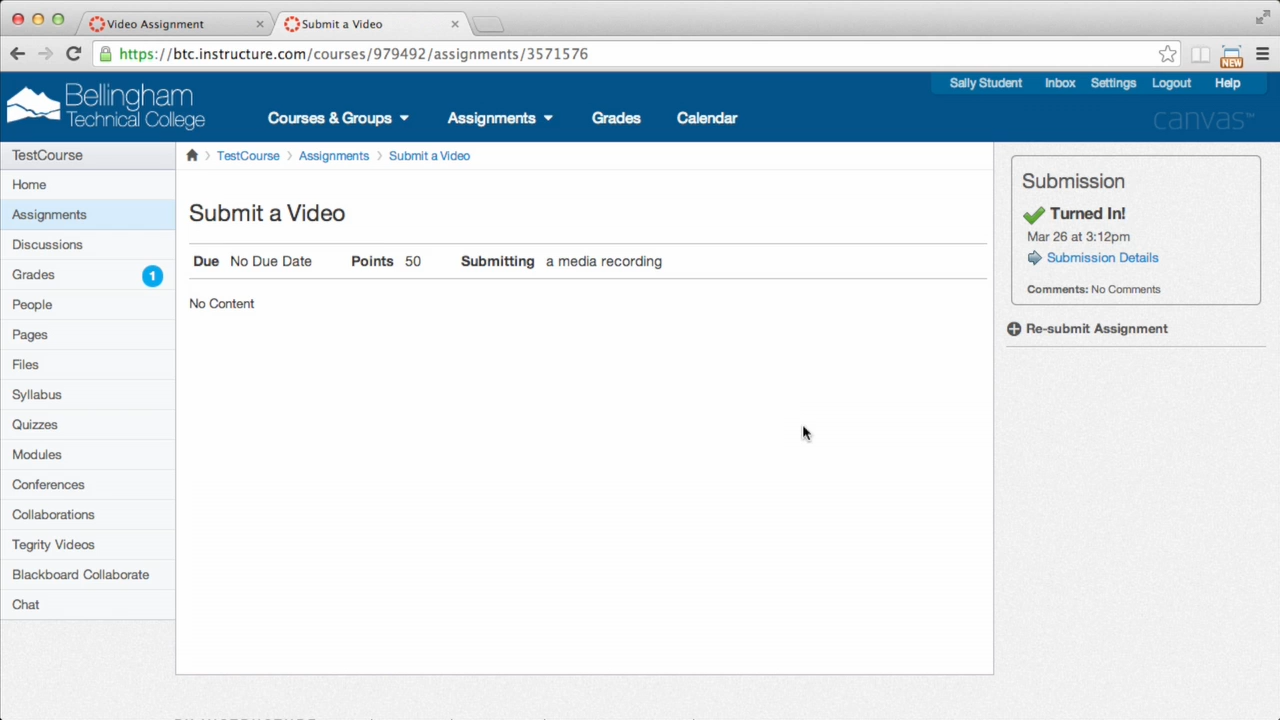 Video Assignment
Submit a Video
https://btc.instructure.com/courses/979492/assignments/3571576
NEW
Bellingham
Technical College
Courses & Groups
Assignments
Grades
Calendar
Sally Student
Inbox
Settings
Logout
Help
canvas™
TestCourse
Home
Assignments
Discussions
Grades
1
People
Pages
Files
Syllabus
Quizzes
Modules
Conferences
Collaborations
Tegrity Videos
Blackboard Collaborate
Chat
TestCourse
Assignments
Submit a Video
Submit a Video
Due No Due Date Points 50 Submitting a media recording
No Content
Submission
Turned In!
Mar 26 at 3:12pm
Submission Details
Comments: No Comments
Re-submit Assignment